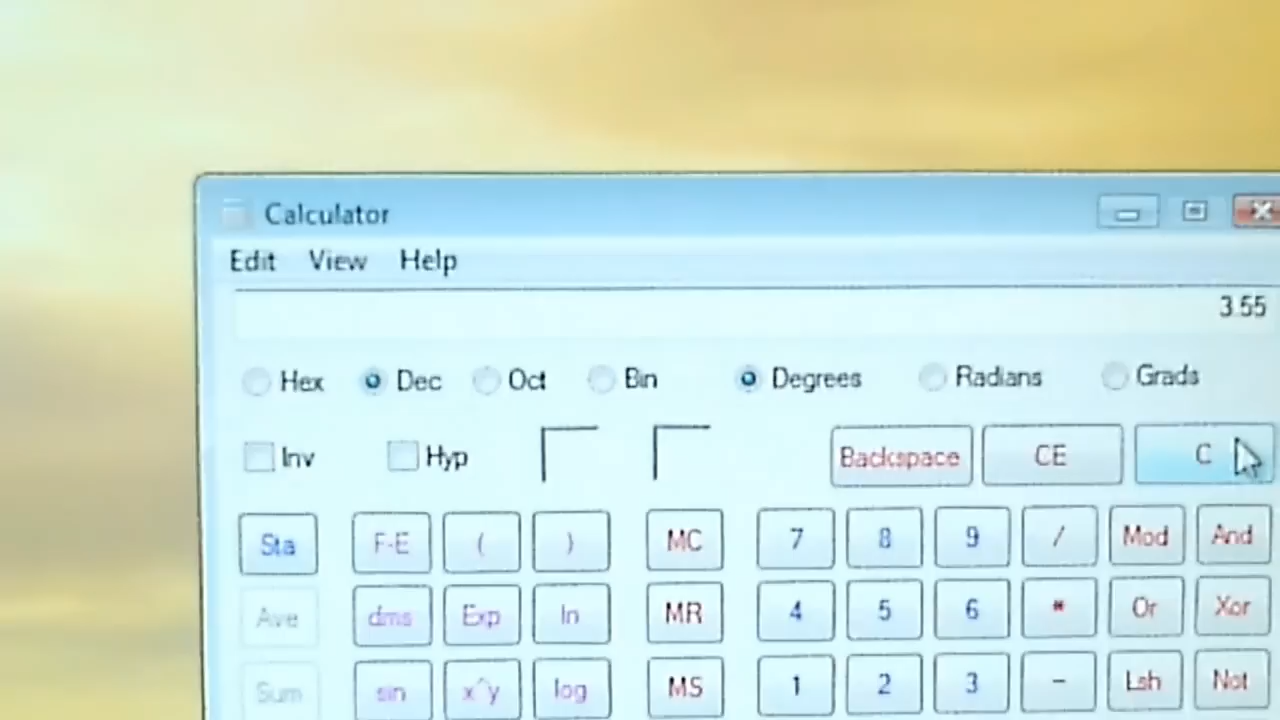 Calculator
Edit View Help
3.55
Hex Dec Oct Bin Degrees Radians Grads
Inv Hyp Backspace CE C
Sta F-E ( ) MC 7 8 9 / Mod And
Ave dms Exp ln MR 4 5 6 * Or Xor
Sum sin x^y log MS 1 2 3 - Lsh Not